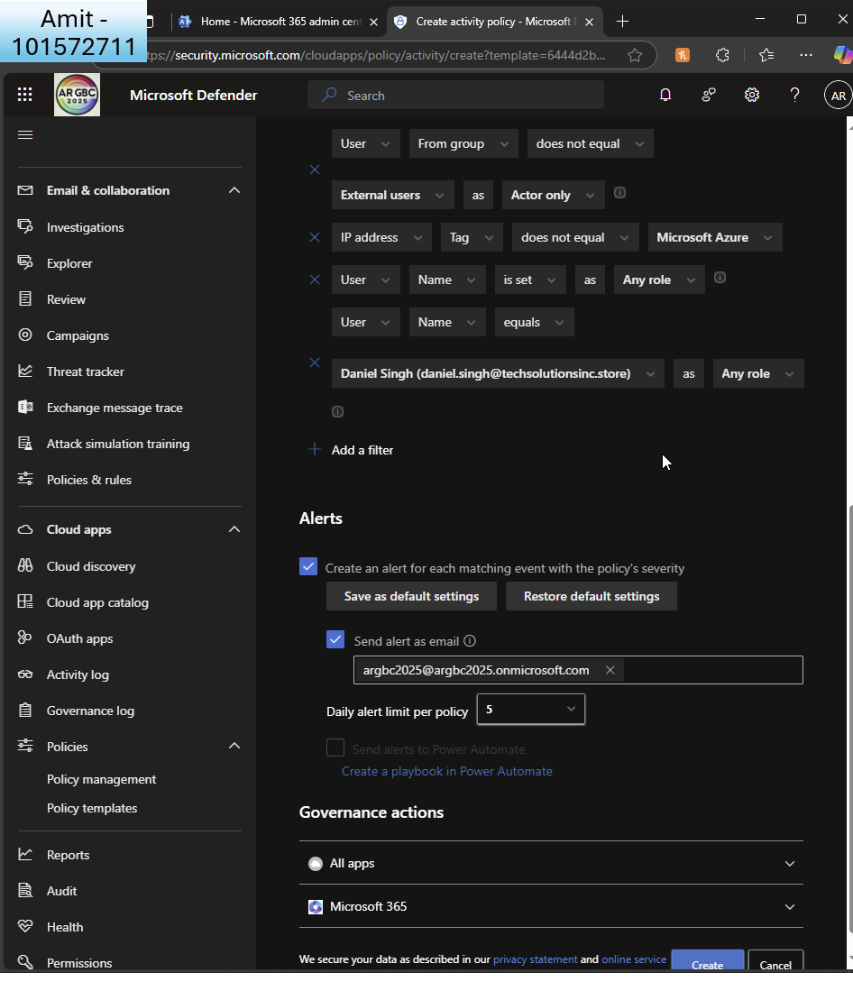 Amit -
101572711
Home - Microsoft 365 admin cent
Create activity policy - Microsoft D
tps://security.microsoft.com/cloudapps/policy/activity/create?template=6444d2b...
AR GBC
2025
Microsoft Defender
Search
AR
Email & collaboration
Investigations
Explorer
Review
Campaigns
Threat tracker
Exchange message trace
Attack simulation training
Policies & rules
Cloud apps
Cloud discovery
Cloud app catalog
OAuth apps
Activity log
Governance log
Policies
Policy management
Policy templates
Reports
Audit
Health
Permissions
User From group does not equal
External users as Actor only
IP address Tag does not equal Microsoft Azure
User Name is set as Any role
User Name equals
Daniel Singh (daniel.singh@techsolutionsinc.store) as Any role
Add a filter
Alerts
Create an alert for each matching event with the policy's severity
Save as default settings Restore default settings
Send alert as email
argbc2025@argbc2025.onmicrosoft.com
Daily alert limit per policy 5
Send alerts to Power Automate
Create a playbook in Power Automate
Governance actions
All apps
Microsoft 365
We secure your data as described in our privacy statement and online service
Create Cancel